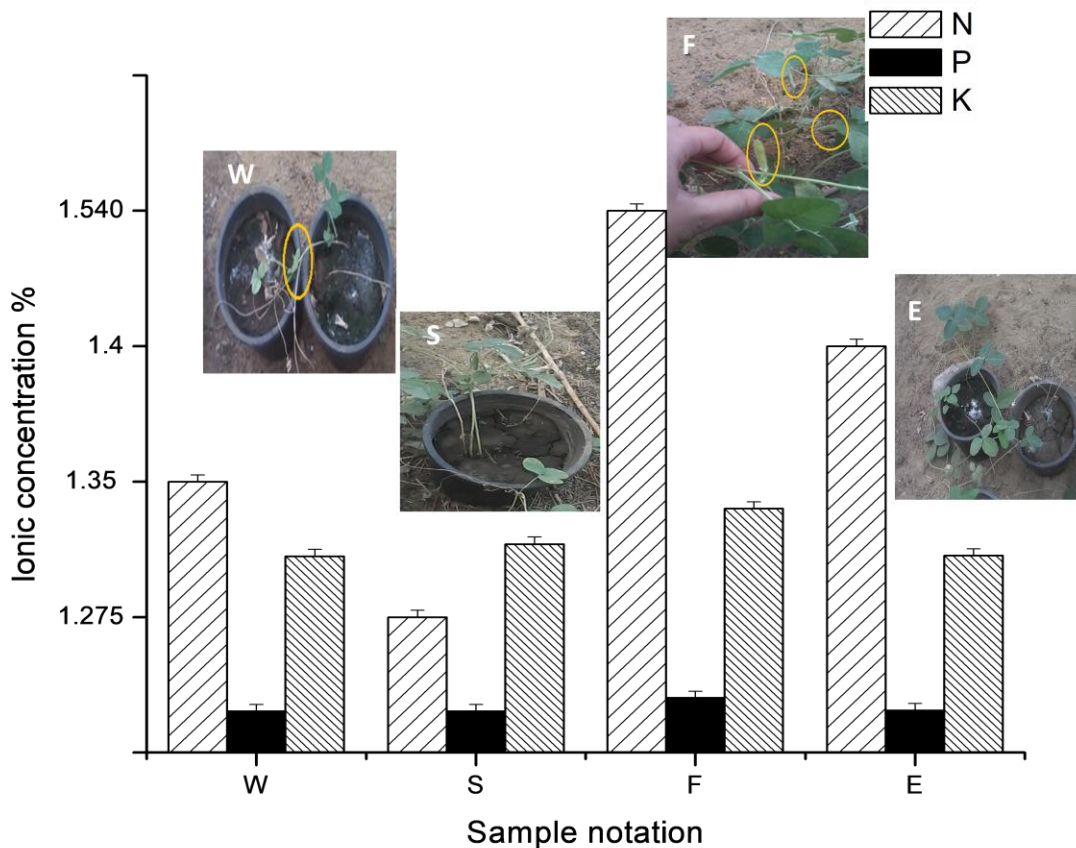 N
P
K
F
W
S
E
1.540
1.4
1.35
1.275
Ionic concentration %
W
S
F
E
Sample notation